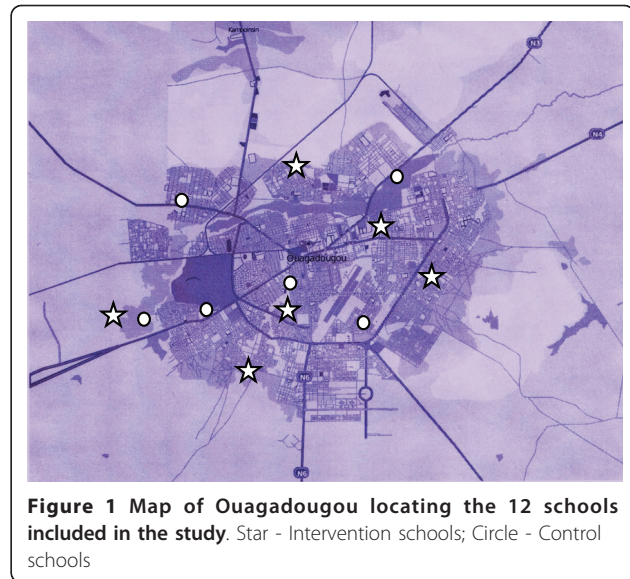 Kamboinsin
N3
N4
Ouagadougou
N6
N6
Figure 1 Map of Ouagadougou locating the 12 schools
included in the study. Star - Intervention schools; Circle - Control
schools